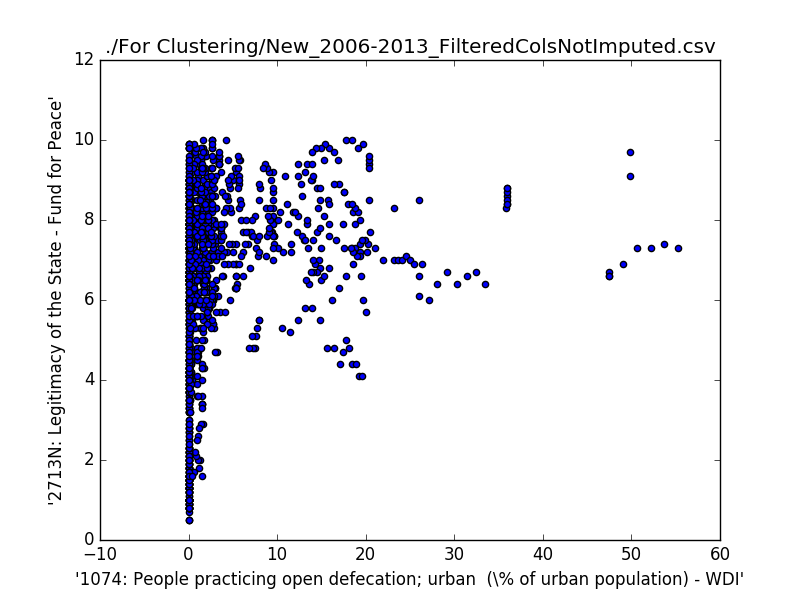 ./For Clustering/New_2006-2013_FilteredColsNotImputed.csv
12
10
8
6
4
2
0
'2713N: Legitimacy of the State - Fund for Peace'
−10 0 10 20 30 40 50 60
'1074: People practicing open defecation; urban  (\% of urban population) - WDI'